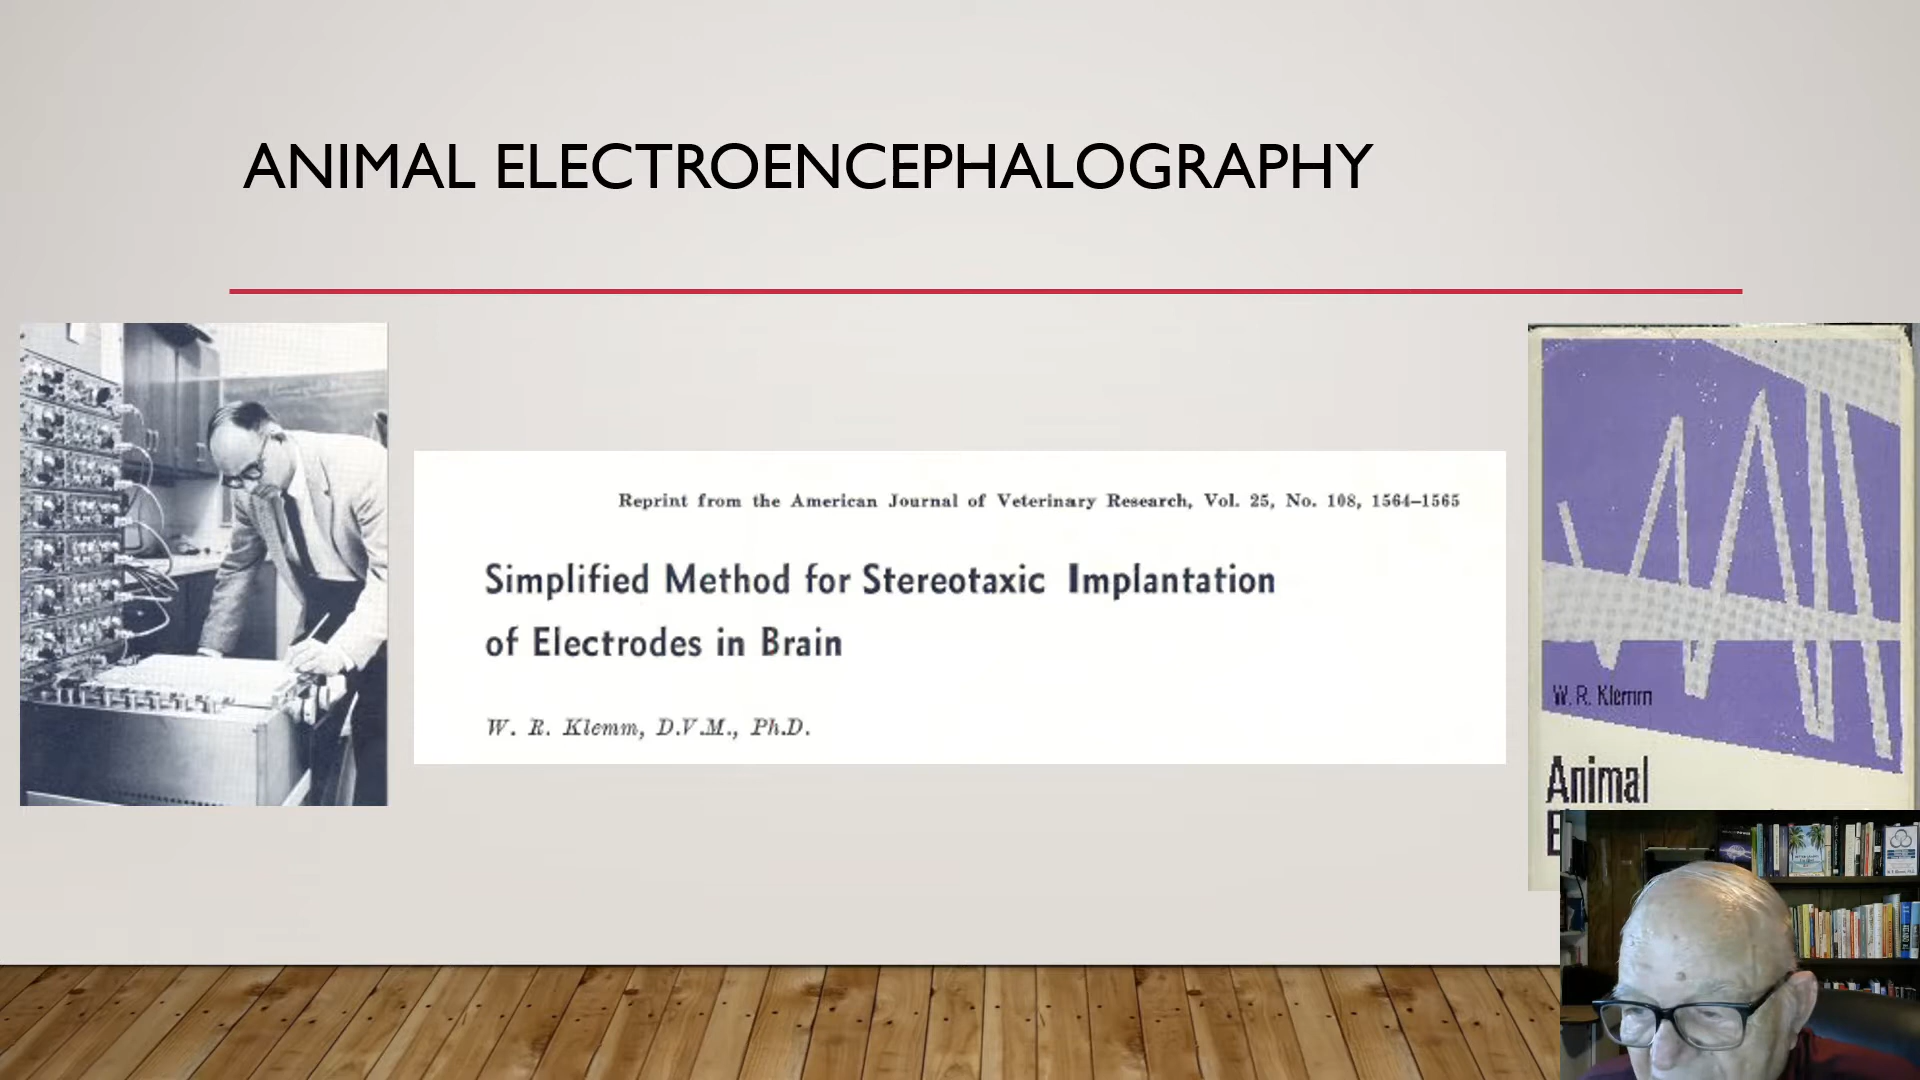 ANIMAL ELECTROENCEPHALOGRAPHY
Reprint from the American Journal of Veterinary Research, Vol. 25, No. 108, 1564–1565
Simplified Method for Stereotaxic Implantation
of Electrodes in Brain
W. R. Klemm, D.V.M., Ph.D.
W. R. Klemm
Animal